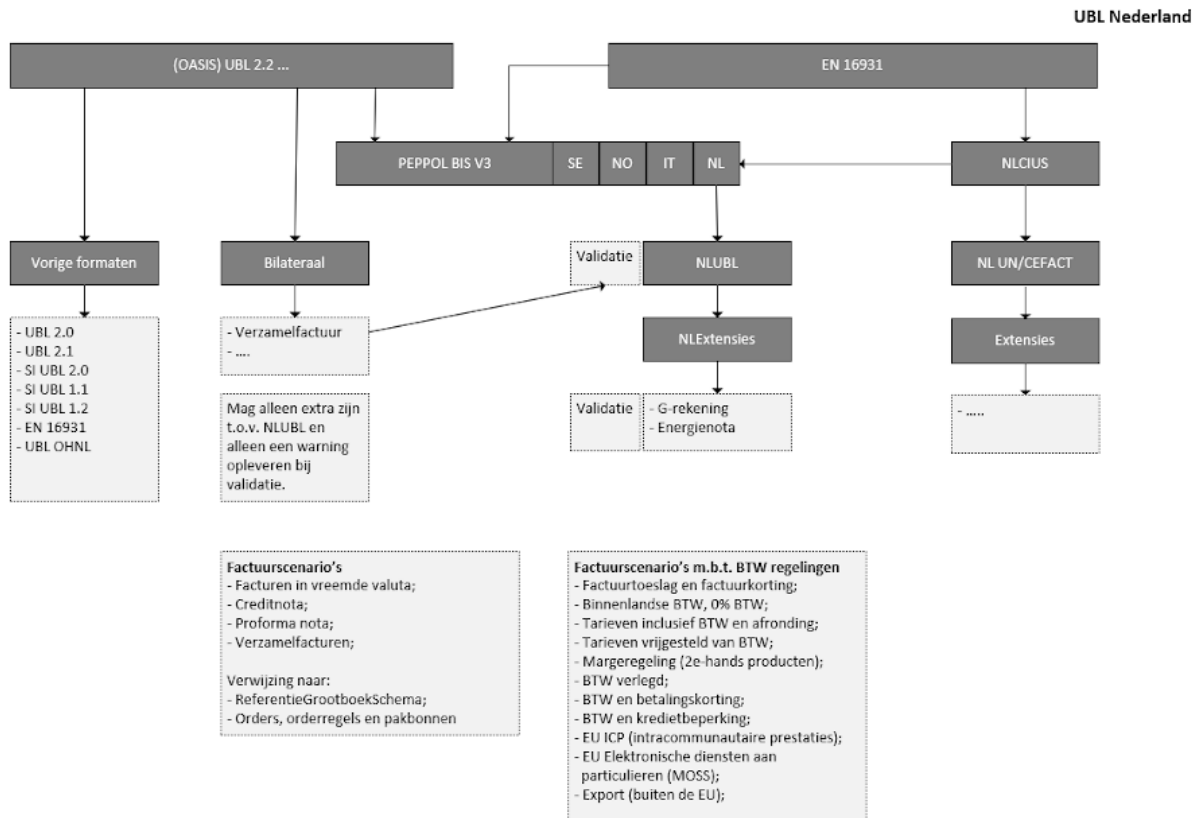 UBL Nederland
(OASIS) UBL 2.2 ...
EN 16931
PEPPOL BIS V3
SE
NO
IT
NL
NLCIUS
Vorige formaten
Bilateraal
Validatie
NLUBL
NL UN/CEFACT
- UBL 2.0
- UBL 2.1
- SI UBL 2.0
- SI UBL 1.1
- SI UBL 1.2
- EN 16931
- UBL OHNL
- Verzamelfactuur
- ....
NLExtensies
Extensies
Mag alleen extra zijn
t.o.v. NLUBL en
alleen een warning
opleveren bij
validatie.
Validatie
- G-rekening
- Energienota
- .....
Factuurscenario's
- Facturen in vreemde valuta;
- Creditnota;
- Proforma nota;
- Verzamelfacturen;
Verwijzing naar:
- ReferentieGrootboekSchema;
- Orders, orderregels en pakbonnen
Factuurscenario's m.b.t. BTW regelingen
- Factuurtoeslag en factuurkorting;
- Binnenlandse BTW, 0% BTW;
- Tarieven inclusief BTW en afronding;
- Tarieven vrijgesteld van BTW;
- Margeregeling (2e-hands producten);
- BTW verlegd;
- BTW en betalingskorting;
- BTW en kredietbeperking;
- EU ICP (intracommunautaire prestaties);
- EU Elektronische diensten aan
particulieren (MOSS);
- Export (buiten de EU);